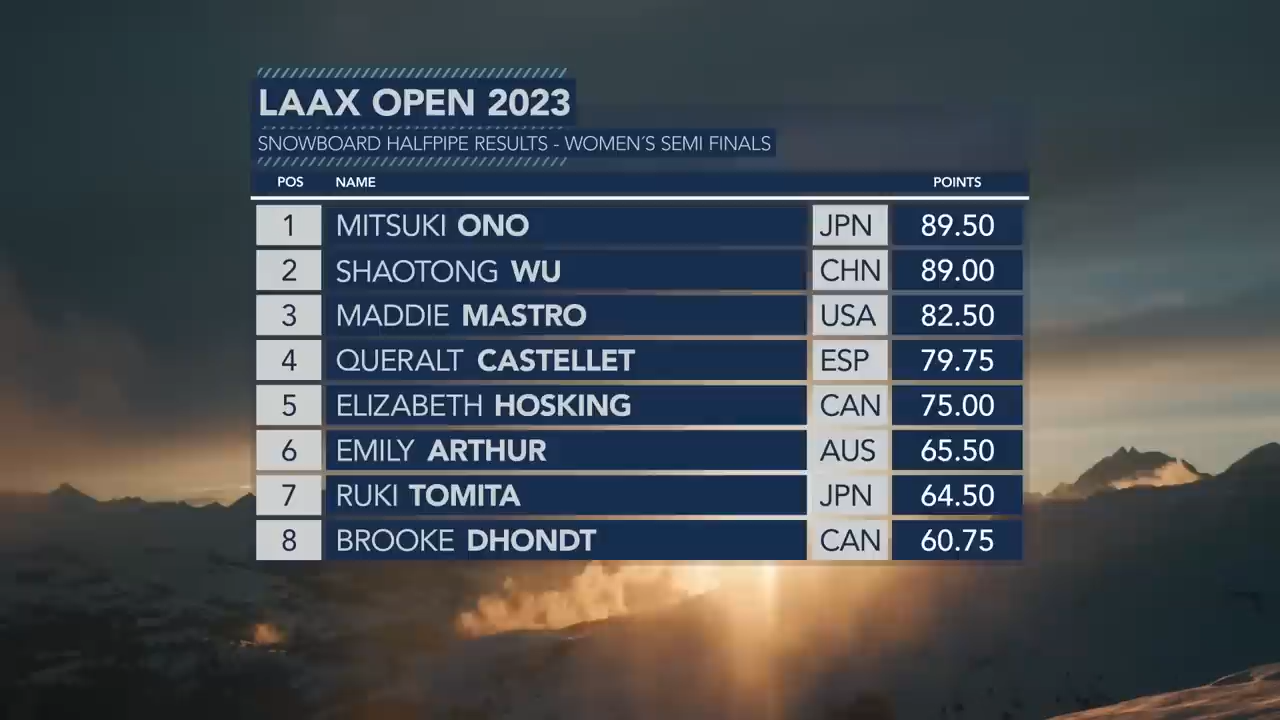 LAAX OPEN 2023
SNOWBOARD HALFPIPE RESULTS - WOMEN´S SEMI FINALS
POS NAME POINTS
1 MITSUKI ONO JPN 89.50
2 SHAOTONG WU CHN 89.00
3 MADDIE MASTRO USA 82.50
4 QUERALT CASTELLET ESP 79.75
5 ELIZABETH HOSKING CAN 75.00
6 EMILY ARTHUR AUS 65.50
7 RUKI TOMITA JPN 64.50
8 BROOKE DHONDT CAN 60.75